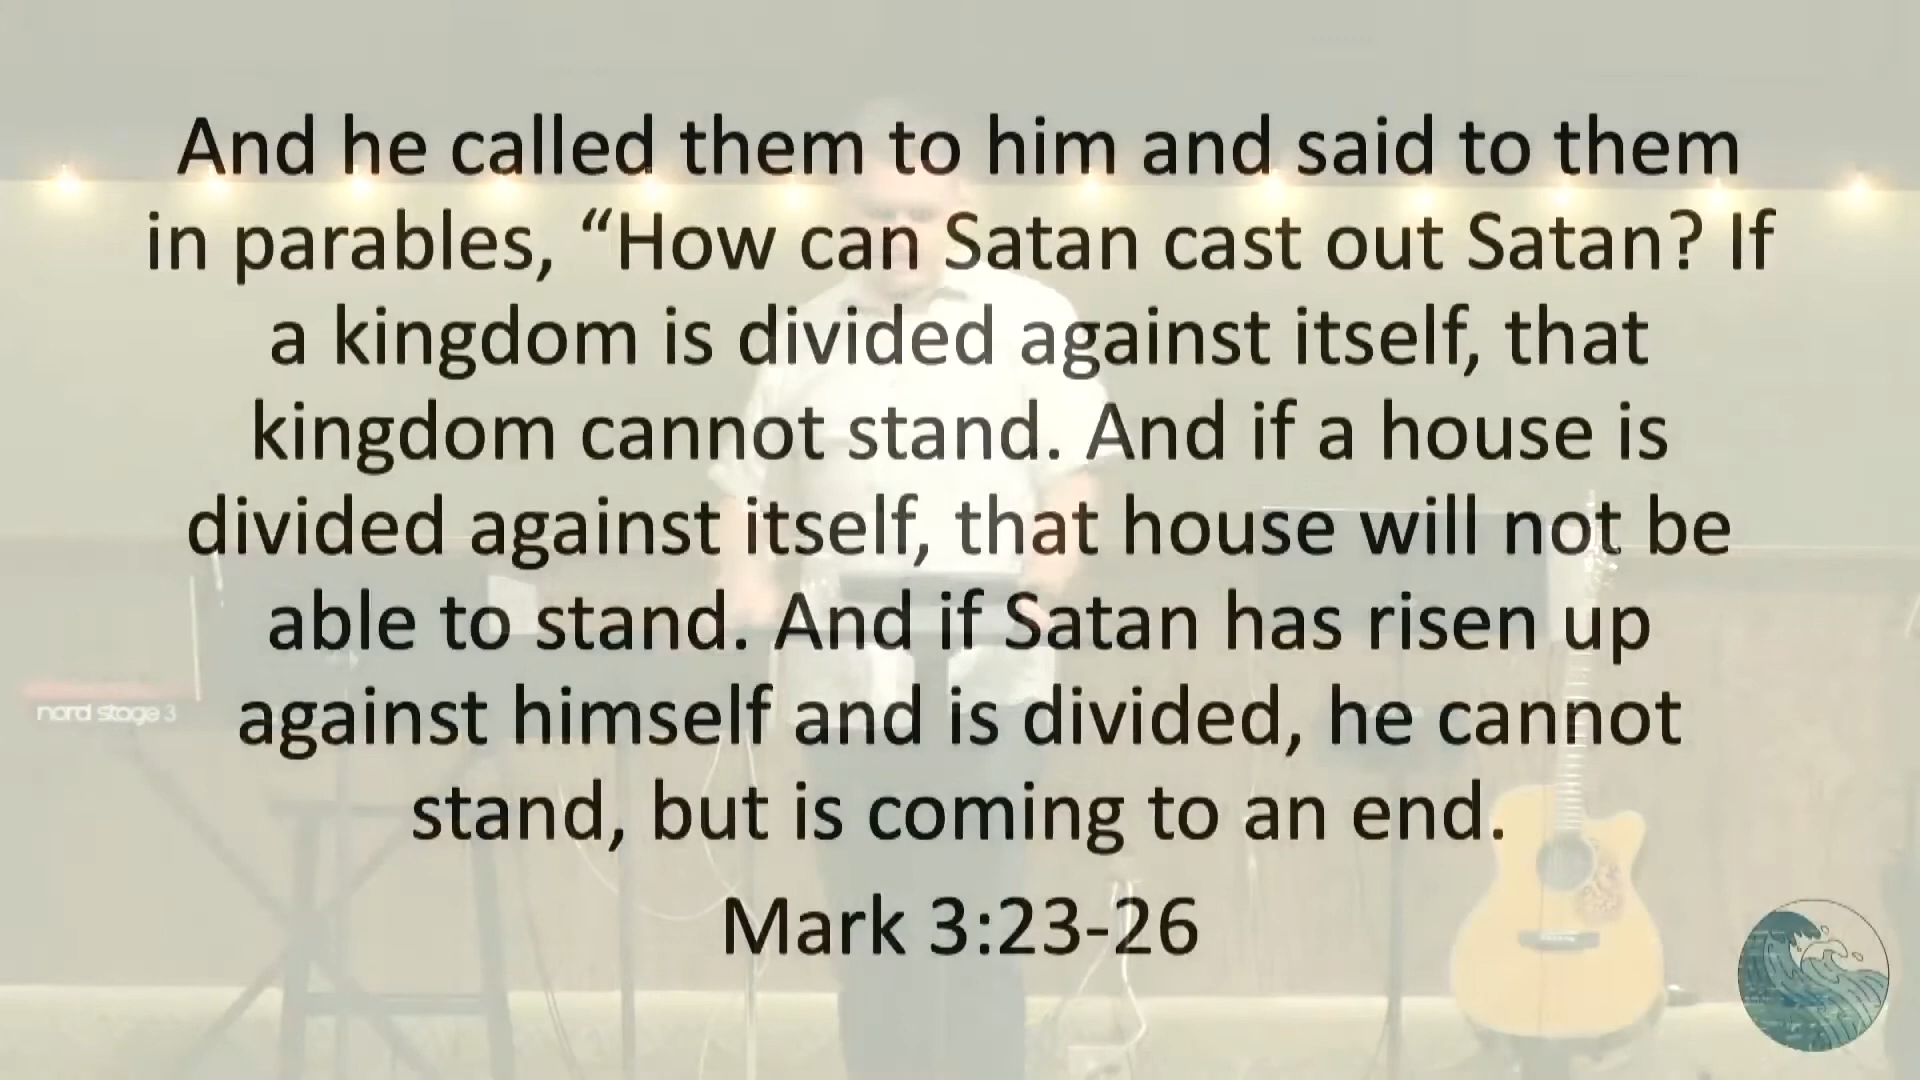 And he called them to him and said to them
in parables, “How can Satan cast out Satan? If
a kingdom is divided against itself, that
kingdom cannot stand. And if a house is
divided against itself, that house will not be
able to stand. And if Satan has risen up
against himself and is divided, he cannot
stand, but is coming to an end.
Mark 3:23-26
nord stage 3